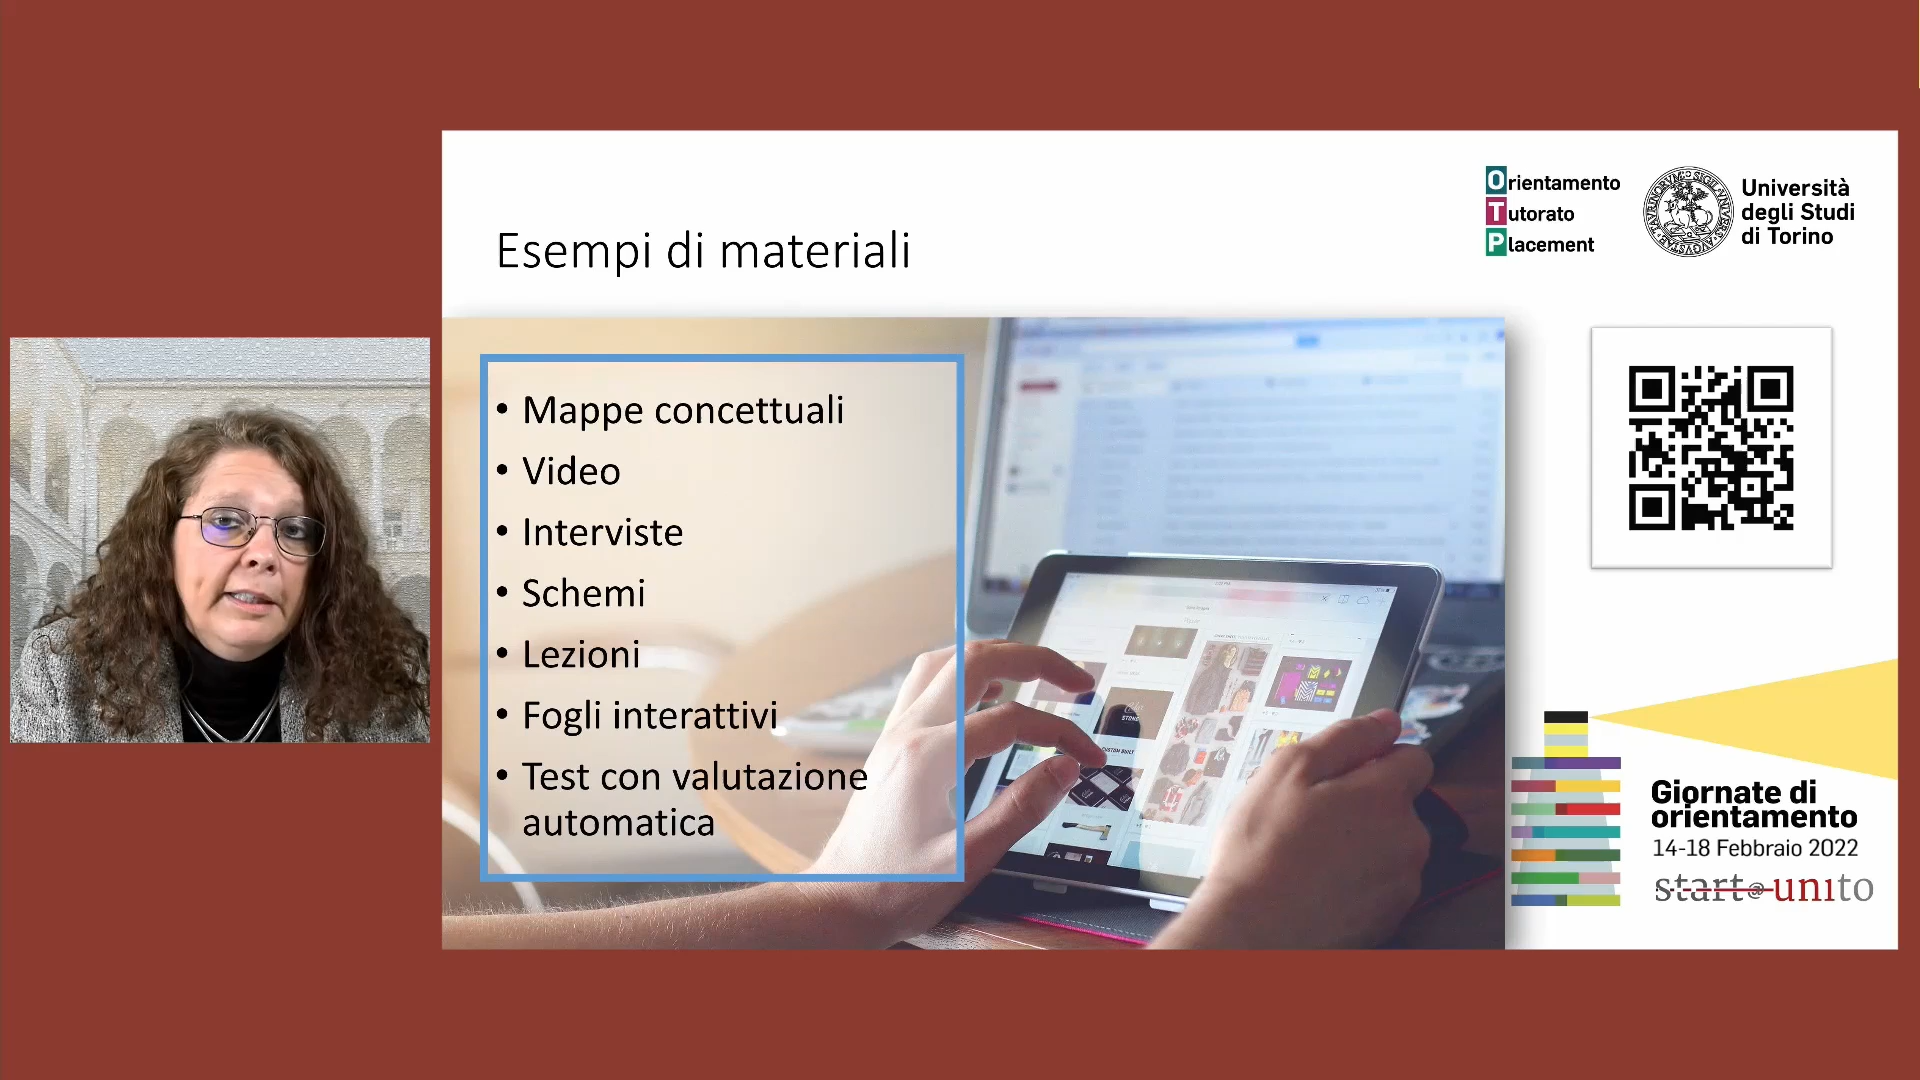 Orientamento
Tutorato
Placement
Università
degli Studi
di Torino
Esempi di materiali
• Mappe concettuali
• Video
• Interviste
• Schemi
• Lezioni
• Fogli interattivi
• Test con valutazione
automatica
Giornate di
orientamento
14-18 Febbraio 2022
start@unito